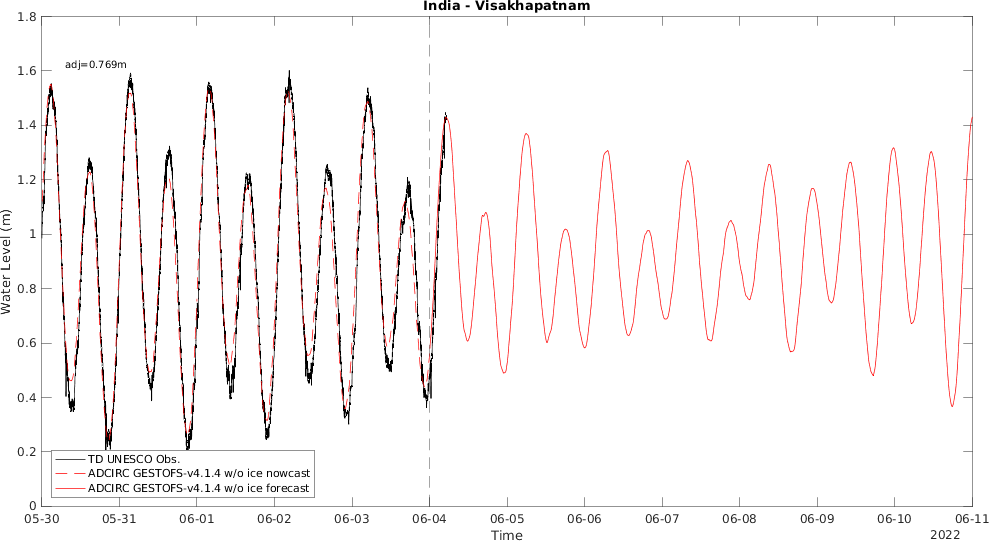 India - Visakhapatnam
1.8
1.6
1.4
1.2
1
0.8
0.6
0.4
0.2
0
Water Level (m)
adj=0.769m
TD UNESCO Obs.
ADCIRC GESTOFS-v4.1.4 w/o ice nowcast
ADCIRC GESTOFS-v4.1.4 w/o ice forecast
05-30 05-31 06-01 06-02 06-03 06-04 06-05 06-06 06-07 06-08 06-09 06-10 06-11
Time
2022